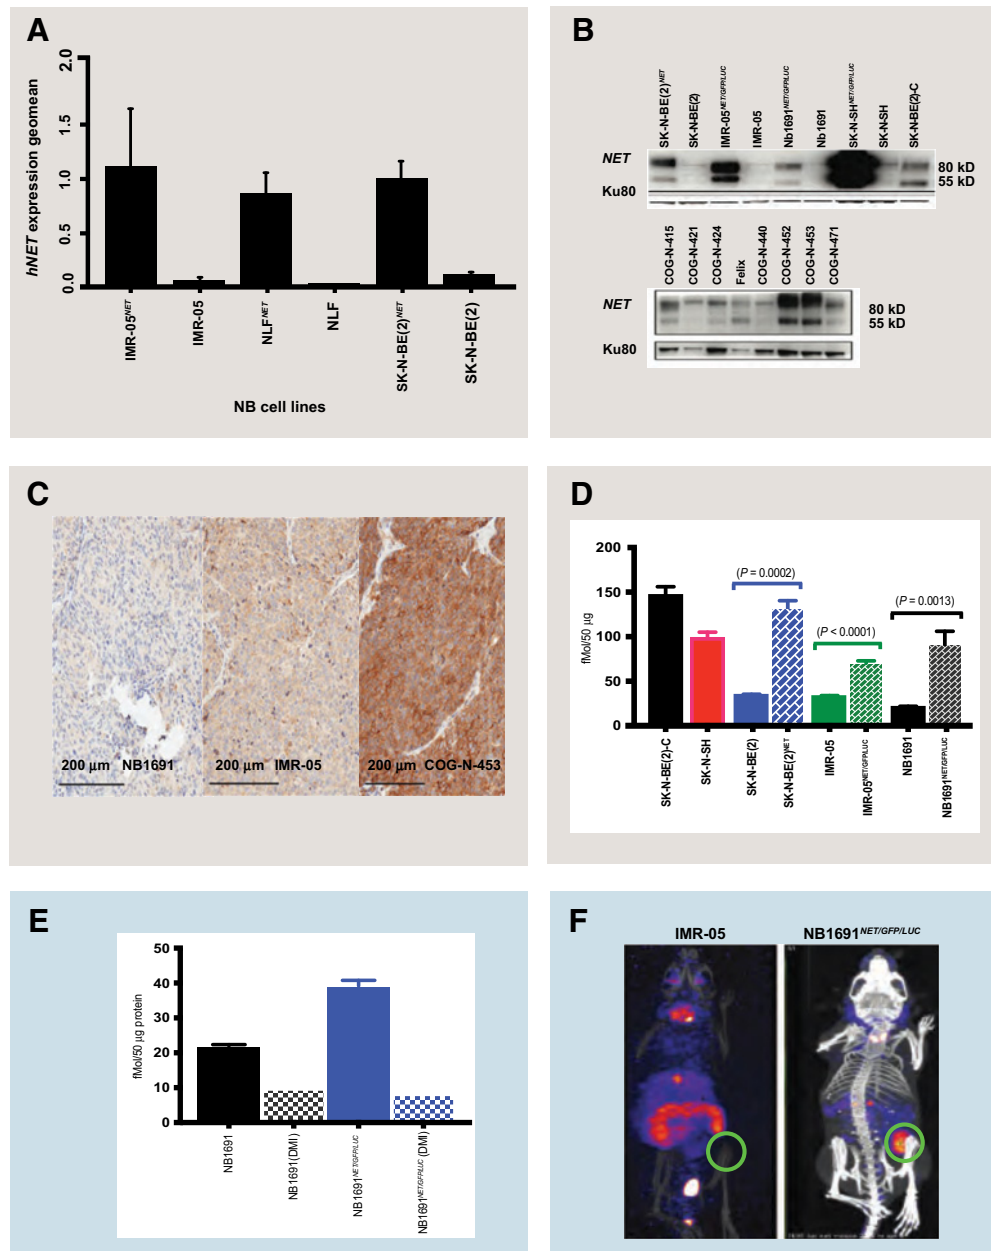 A
hNET expression geomean
2.0
1.5
1.0
0.5
0.0
IMR-05NET
IMR-05
NLFNET
NLF
SK-N-BE(2)NET
SK-N-BE(2)
NB cell lines
B
SK-N-BE(2)NET
SK-N-BE(2)
IMR-05NET/GFP/LUC
IMR-05
Nb1691NET/GFP/LUC
Nb1691
SK-N-SHNET/GFP/LUC
SK-N-SH
SK-N-BE(2)-C
NET
80 kD
55 kD
Ku80
COG-N-415
COG-N-421
COG-N-424
Felix
COG-N-440
COG-N-452
COG-N-453
COG-N-471
NET
80 kD
55 kD
Ku80
C
200 µm NB1691
200 µm IMR-05
200 µm COG-N-453
D
fMol/50 µg
200
150
100
50
0
(P = 0.0002)
(P < 0.0001)
(P = 0.0013)
SK-N-BE(2)-C
SK-N-SH
SK-N-BE(2)
SK-N-BE(2)NET
IMR-05
IMR-05NET/GFP/LUC
NB1691
NB1691NET/GFP/LUC
E
fMol/50 µg protein
50
40
30
20
10
0
NB1691
NB1691(DMI)
NB1691NET/GFP/LUC
NB1691NET/GFP/LUC (DMI)
F
IMR-05
NB1691NET/GFP/LUC